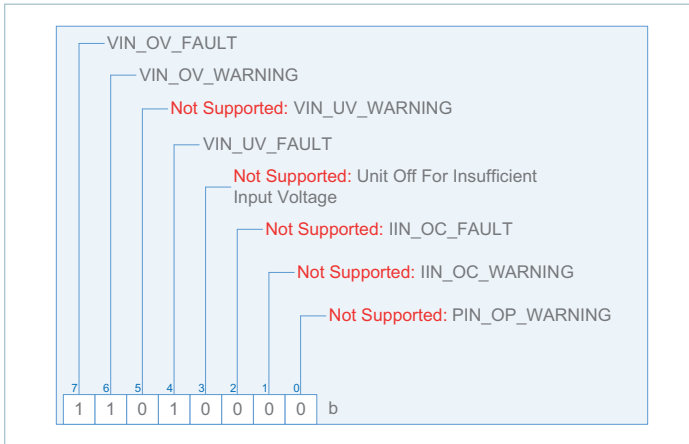 VIN_OV_FAULT
VIN_OV_WARNING
Not Supported: VIN_UV_WARNING
VIN_UV_FAULT
Not Supported: Unit Off For Insufficient
Input Voltage
Not Supported: IIN_OC_FAULT
Not Supported: IIN_OC_WARNING
Not Supported: PIN_OP_WARNING
7 6 5 4 3 2 1 0
1 1 0 1 0 0 0 0 b